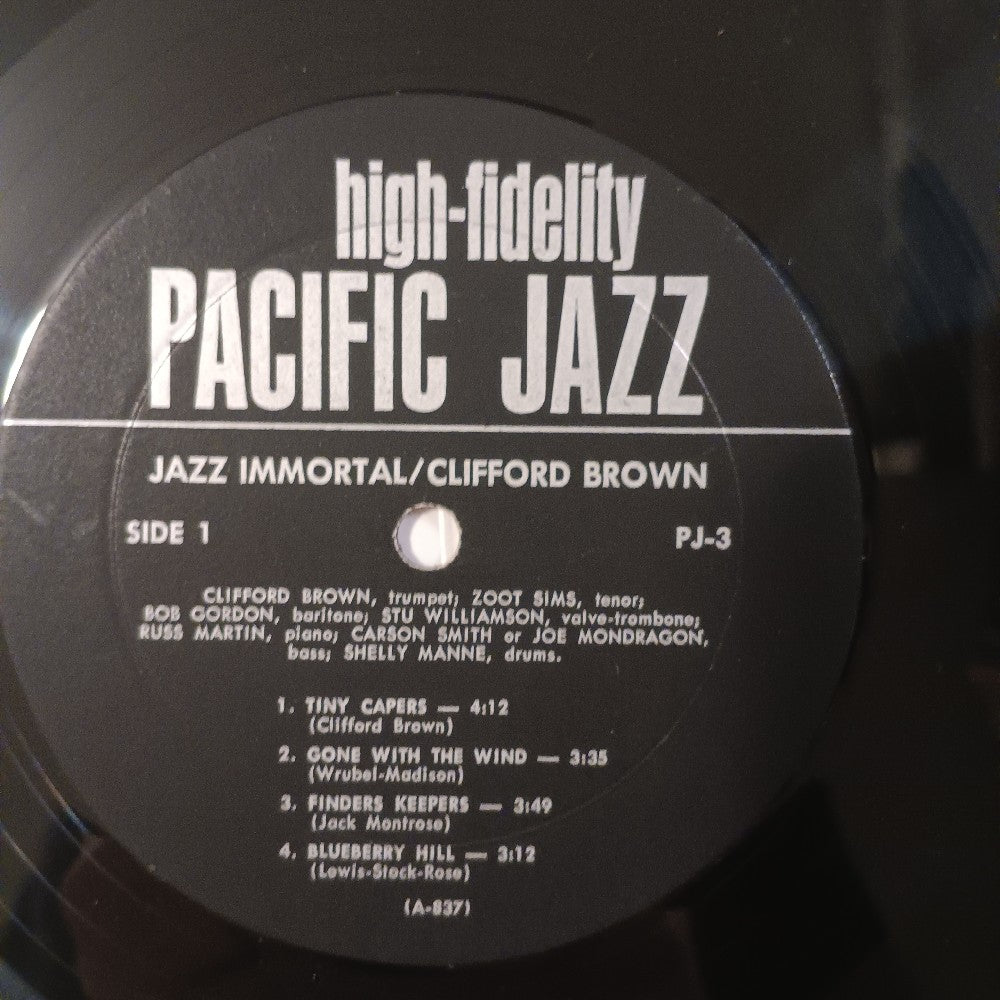 high-fidelity
PACIFIC JAZZ
JAZZ IMMORTAL/CLIFFORD BROWN
SIDE 1
PJ-3
CLIFFORD BROWN, trumpet; ZOOT SIMS, tenor;
BOB GORDON, baritone; STU WILLIAMSON, valve-trombone;
RUSS MARTIN, piano; CARSON SMITH or JOE MONDRAGON,
bass; SHELLY MANNE, drums.
1. TINY CAPERS — 4:12
(Clifford Brown)
2. GONE WITH THE WIND — 3:35
(Wrubel-Madison)
3. FINDERS KEEPERS — 3:49
(Jack Montrose)
4. BLUEBERRY HILL — 3:12
(Lewis-Stock-Rose)
(A-837)